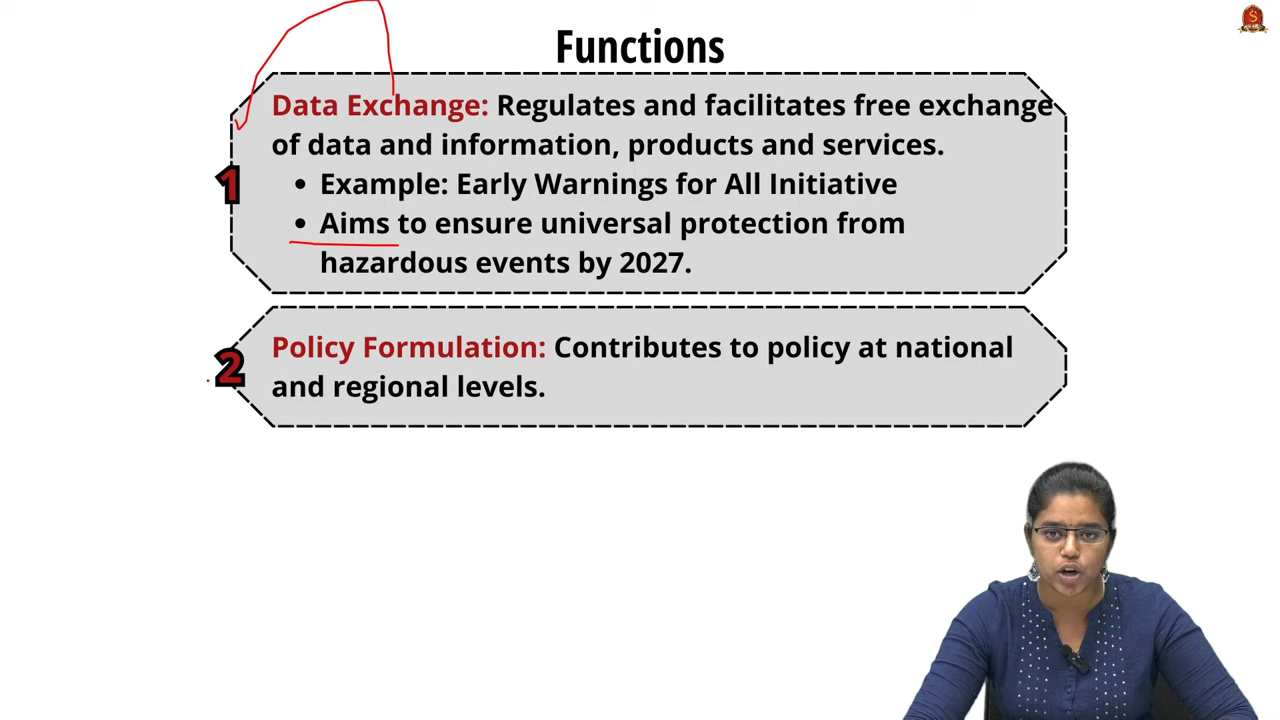 Functions
1
Data Exchange: Regulates and facilitates free exchange
of data and information, products and services.
• Example: Early Warnings for All Initiative
• Aims to ensure universal protection from
hazardous events by 2027.
2
Policy Formulation: Contributes to policy at national
and regional levels.